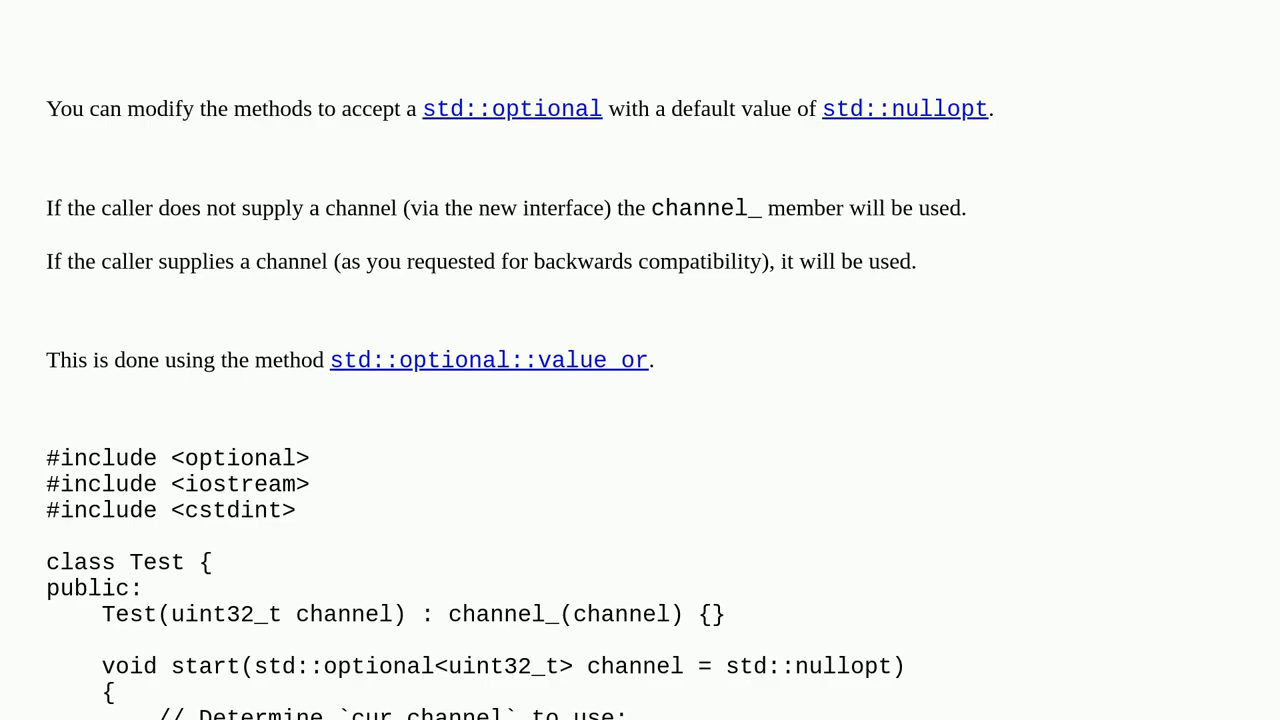 You can modify the methods to accept a std::optional with a default value of std::nullopt.
If the caller does not supply a channel (via the new interface) the channel_ member will be used.
If the caller supplies a channel (as you requested for backwards compatibility), it will be used.
This is done using the method std::optional::value_or.
#include <optional>
#include <iostream>
#include <cstdint>
class Test {
public:
    Test(uint32_t channel) : channel_(channel) {}
    void start(std::optional<uint32_t> channel = std::nullopt)
    {
        // Determine `cur_channel` to use: